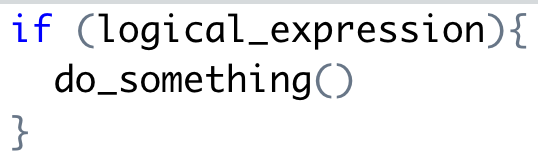 if (logical_expression){
  do_something()
}